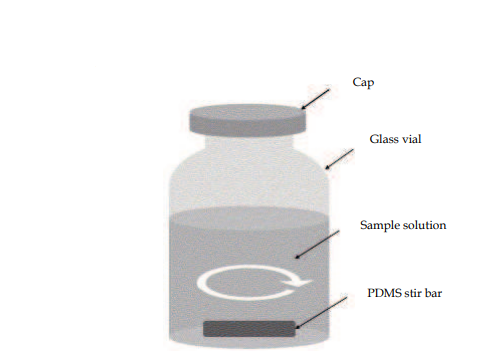 Cap
Glass vial
Sample solution
PDMS stir bar